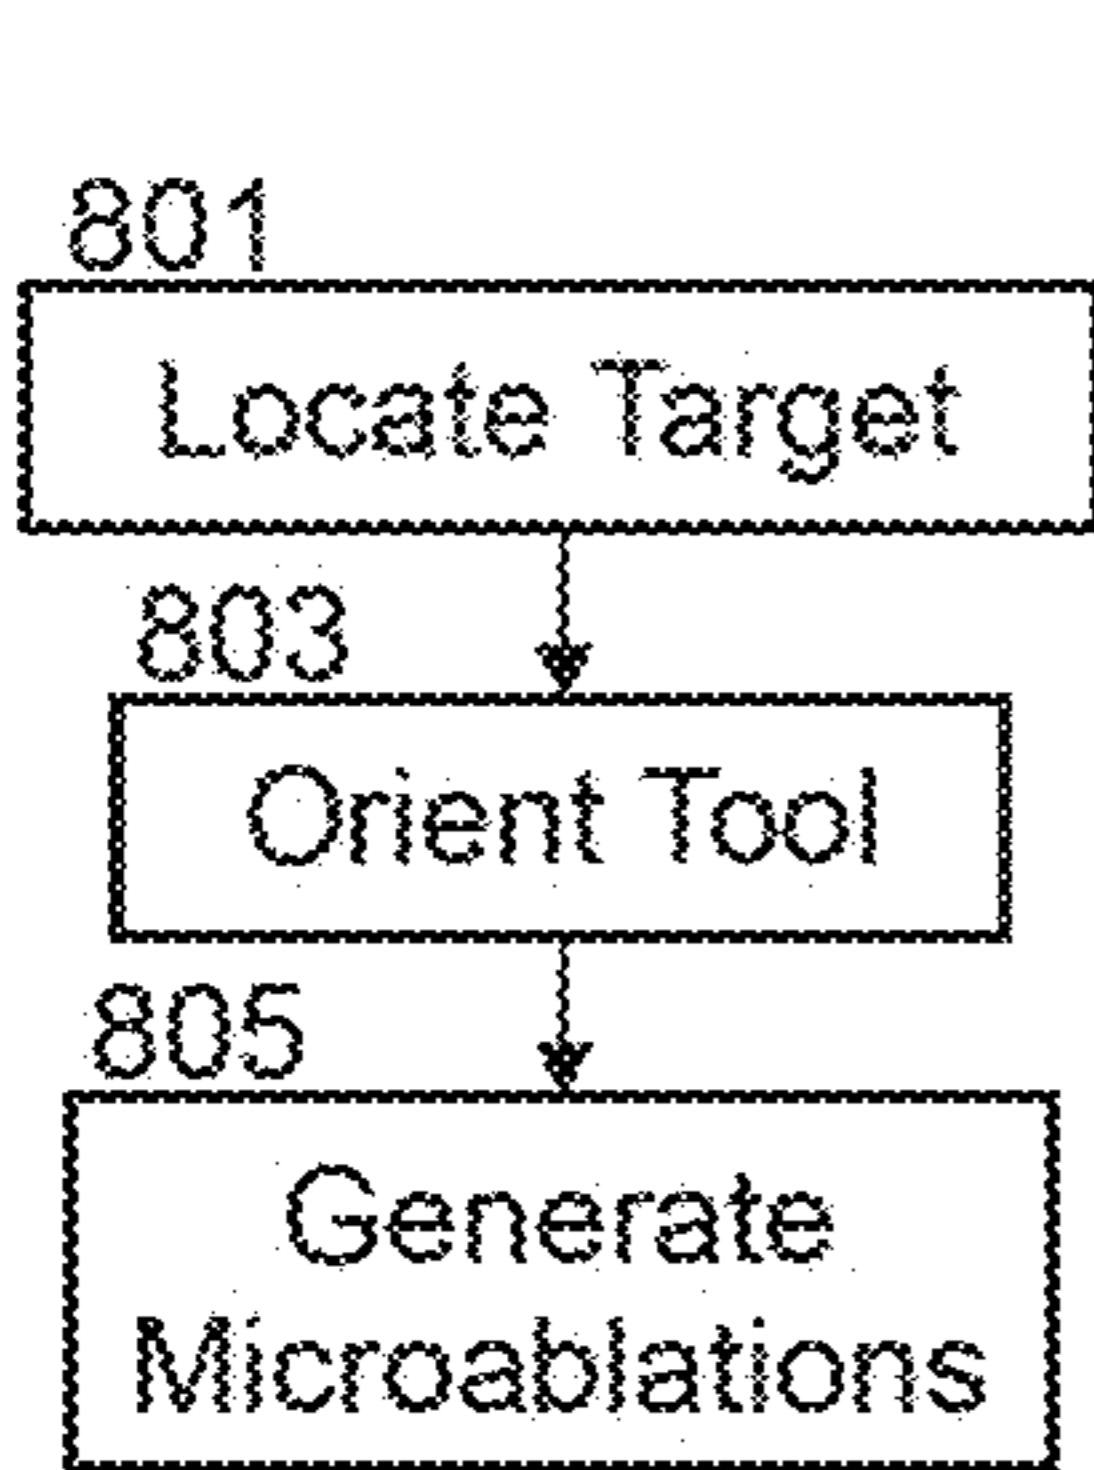 801
Locate Target
803
Orient Tool
805
Generate
Microablations